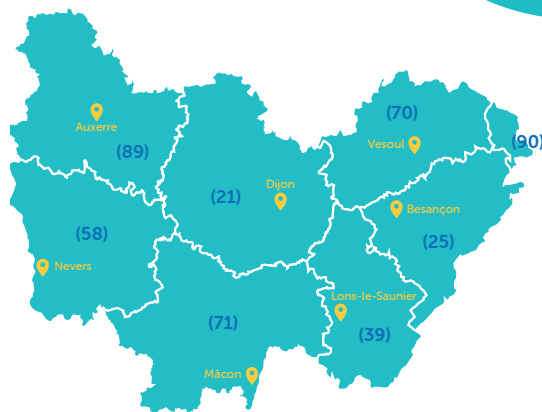 (70)
Auxerre
(90)
Vesoul
(89)
Dijon
(21)
Besançon
(58)
(25)
Nevers
Lons-le-Saunier
(71)
(39)
Mâcon